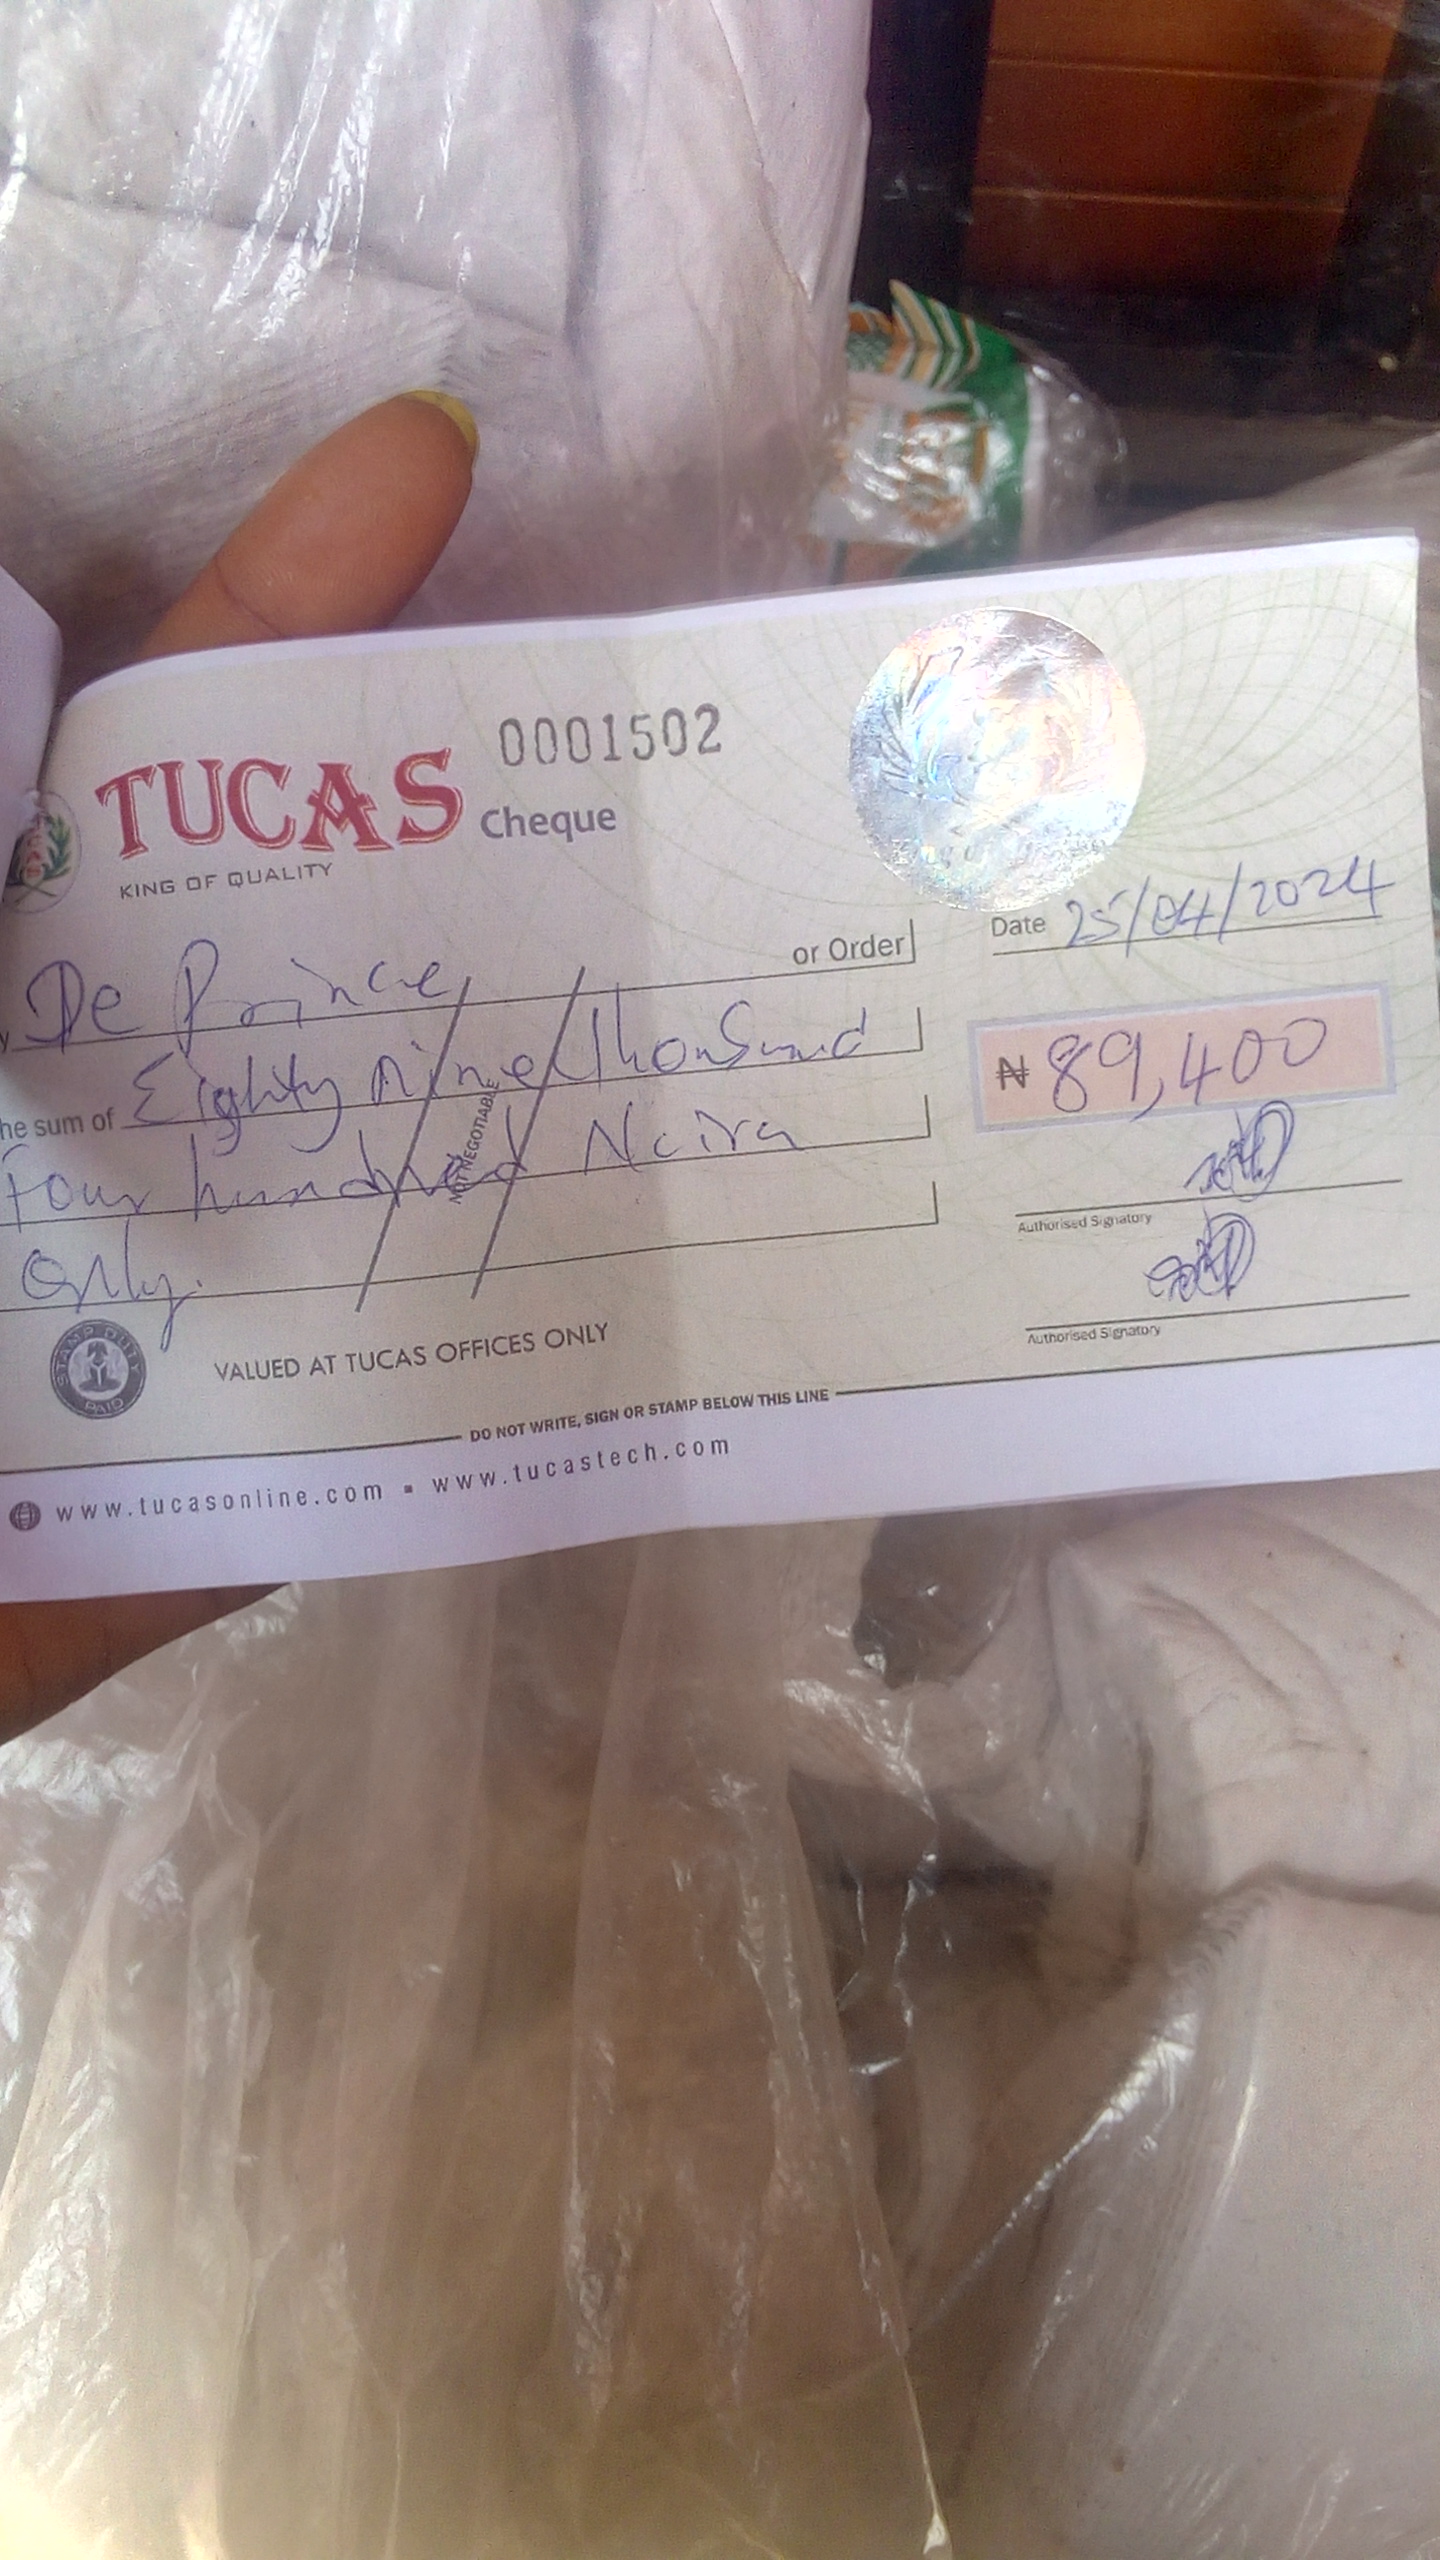 0001502
TUCAS Cheque
KING OF QUALITY
Date 25/04/2024
De Prince or Order
he sum of Eighty nine thousand
₦ 89,400
four hundred Naira
NOT NEGOTIABLE
Only.
Authorised Signatory
Authorised Signatory
STAMP DUTY PAID
VALUED AT TUCAS OFFICES ONLY
DO NOT WRITE, SIGN OR STAMP BELOW THIS LINE
www.tucasonline.com ▪ www.tucastech.com